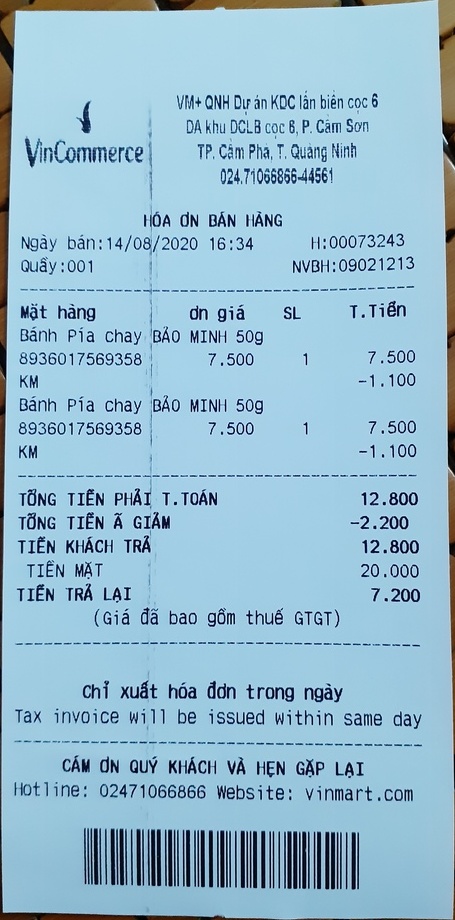 VinCommerce
VM+ QNH Dự án KDC lấn biên cọc 6
DA khu DCLB cọc 6, P. Cẩm Sơn
TP. Cẩm Phả, T. Quảng Ninh
024.71066866-44561
HÓA ƠN BÁN HÀNG
Ngày bán:14/08/2020 16:34 H:00073243
Quầy:001 NVBH:09021213
Mặt hàng ơn giá SL T.Tiền
Bánh Pía chay BẢO MINH 50g
8936017569358 7.500 1 7.500
KM -1.100
Bánh Pía chay BẢO MINH 50g
8936017569358 7.500 1 7.500
KM -1.100
TỔNG TIỀN PHẢI T.TOÁN 12.800
TỔNG TIỀN Ã GIẢM -2.200
TIỀN KHÁCH TRẢ 12.800
TIỀN MẶT 20.000
TIỀN TRẢ LẠI 7.200
(Giá đã bao gồm thuế GTGT)
Chỉ xuất hóa đơn trong ngày
Tax invoice will be issued within same day
CÁM ƠN QUÝ KHÁCH VÀ HẸN GẶP LẠI
Hotline: 02471066866 Website: vinmart.com